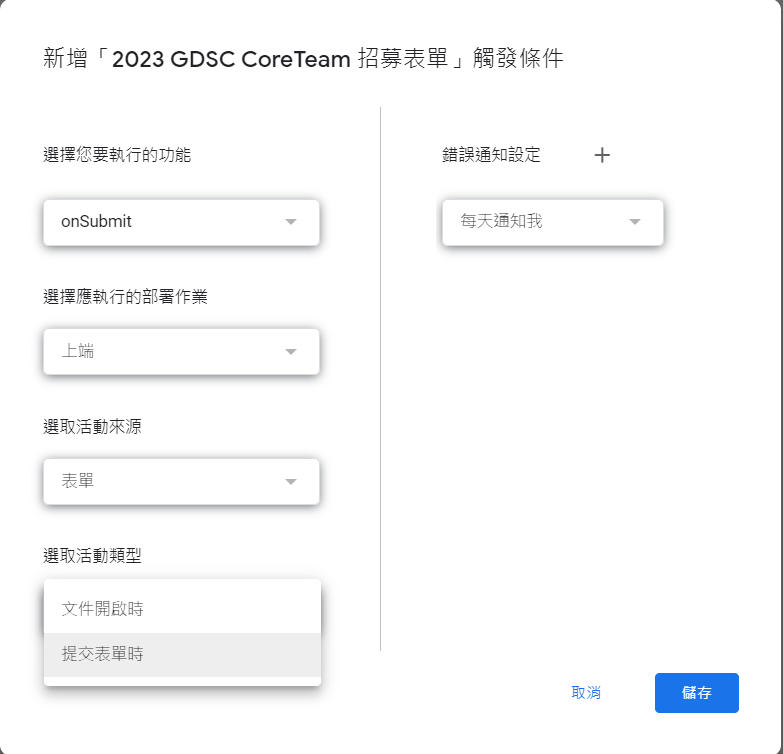 新增「2023 GDSC CoreTeam 招募表單」觸發條件
選擇您要執行的功能
onSubmit
選擇應執行的部署作業
上端
選取活動來源
表單
選取活動類型
文件開啟時
提交表單時
錯誤通知設定
每天通知我
取消
儲存